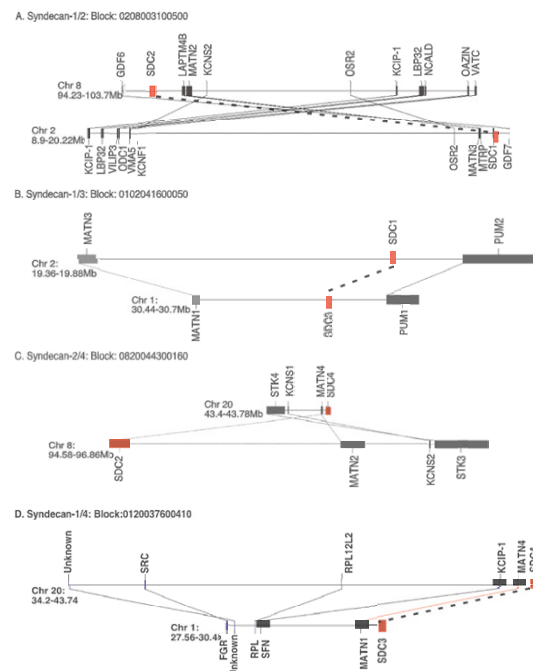 A. Syndecan-1/2: Block: 0208003100500
GDF6
SDC2
LAPTM4B
MATN2
KCNS2
OSR2
KCIP-1
LBP32
NCALD
OAZIN
VATC
Chr 8
94.23-103.7Mb
Chr 2
8.9-20.22Mb
KCIP-1
LBP32
VILIP3
ODC1
VMA5
KCNF1
OSR2
MATN3
MTRP
SDC1
GDF7
B. Syndecan-1/3: Block: 0102041600050
MATN3
SDC1
PUM2
Chr 2:
19.36-19.88Mb
Chr 1:
30.44-30.7Mb
MATN1
SDC3
PUM1
C. Syndecan-2/4: Block: 0820044300160
STK4
KCNS1
MATN4
SDC4
Chr 20
43.4-43.78Mb
Chr 8:
94.58-96.86Mb
SDC2
MATN2
KCNS2
STK3
D. Syndecan-1/4: Block:0120037600410
Unknown
SRC
RPL12L2
KCIP-1
MATN4
SDC4
Chr 20:
34.2-43.74
Chr 1:
27.56-30.4
FGR
Unknown
RPL
SFN
MATN1
SDC3